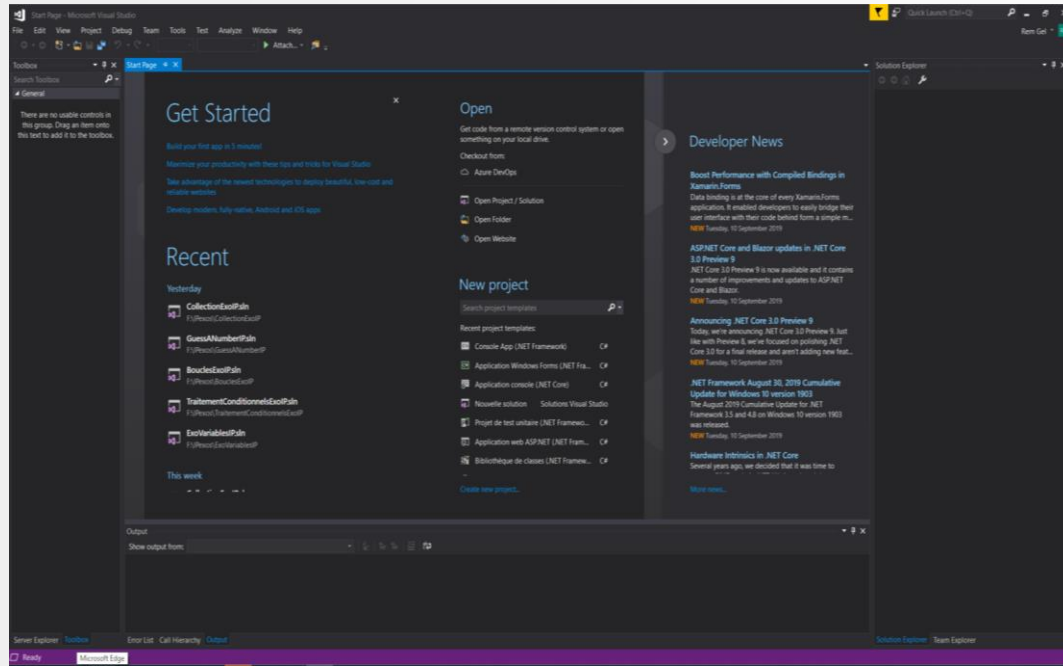 Start Page - Microsoft Visual Studio
Quick Launch (Ctrl+Q)
File Edit View Project Debug Team Tools Test Analyze Window Help
Rem Gel
Attach...
Toolbox
Search Toolbox
General
There are no usable controls in
this group. Drag an item onto
this text to add it to the toolbox.
Start Page
Get Started
Build your first app in 5 minutes!
Maximize your productivity with these tips and tricks for Visual Studio
Take advantage of the newest technologies to deploy beautiful, low-cost and
reliable websites
Develop modern, fully-native, Android and iOS apps
Recent
Yesterday
CollectionExoIP.sln
F:\Pexos\CollectionExoIP
GuessANumberIP.sln
F:\Pexos\GuessANumberIP
BouclesExoIP.sln
F:\Pexos\BouclesExoIP
TraitementConditionnelsExoIP.sln
F:\Pexos\TraitementConditionnelsExoIP
ExoVariablesIP.sln
F:\Pexos\ExoVariablesIP
This week
Open
Get code from a remote version control system or open
something on your local drive.
Checkout from:
Azure DevOps
Open Project / Solution
Open Folder
Open Website
New project
Search project templates
Recent project templates:
Console App (.NET Framework) C#
Application Windows Forms (.NET Fra... C#
Application console (.NET Core) C#
Nouvelle solution Solutions Visual Studio
Projet de test unitaire (.NET Framewo... C#
Application web ASP.NET (.NET Fram... C#
Bibliothèque de classes (.NET Framew... C#
Create new project...
Developer News
Boost Performance with Compiled Bindings in
Xamarin.Forms
Data binding is at the core of every Xamarin.Forms
application. It enabled developers to easily bridge their
user interface with their code behind form a simple m...
NEW Tuesday, 10 September 2019
ASP.NET Core and Blazor updates in .NET Core
3.0 Preview 9
.NET Core 3.0 Preview 9 is now available and it contains
a number of improvements and updates to ASP.NET
Core and Blazor.
NEW Tuesday, 10 September 2019
Announcing .NET Core 3.0 Preview 9
Today, we're announcing .NET Core 3.0 Preview 9. Just
like with Preview 8, we've focused on polishing .NET
Core 3.0 for a final release and aren't adding new feat...
NEW Tuesday, 10 September 2019
.NET Framework August 30, 2019 Cumulative
Update for Windows 10 version 1903
The August 2019 Cumulative Update for .NET
Framework 3.5 and 4.8 on Windows 10 version 1903
was released.
NEW Tuesday, 10 September 2019
Hardware Intrinsics in .NET Core
Several years ago, we decided that it was time to
More news...
Solution Explorer
Output
Show output from:
Server Explorer Toolbox
Error List Call Hierarchy Output
Solution Explorer Team Explorer
Ready
Microsoft Edge